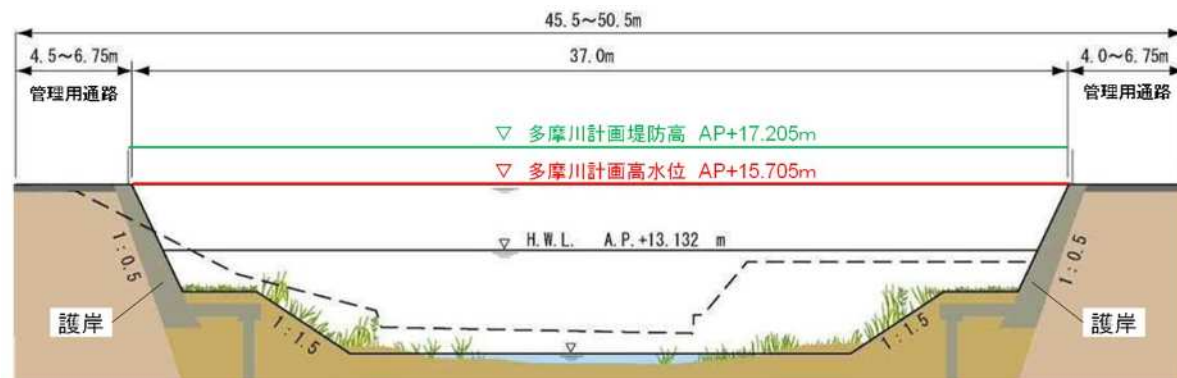 45.5～50.5m
4.5～6.75m
37.0m
4.0～6.75m
管理用通路
管理用通路
▽ 多摩川計画堤防高 AP+17.205m
▽ 多摩川計画高水位 AP+15.705m
▽ H.W.L. A.P.+13.132 m
1:0.5
1:0.5
護岸
1:1.5
1:1.5
護岸